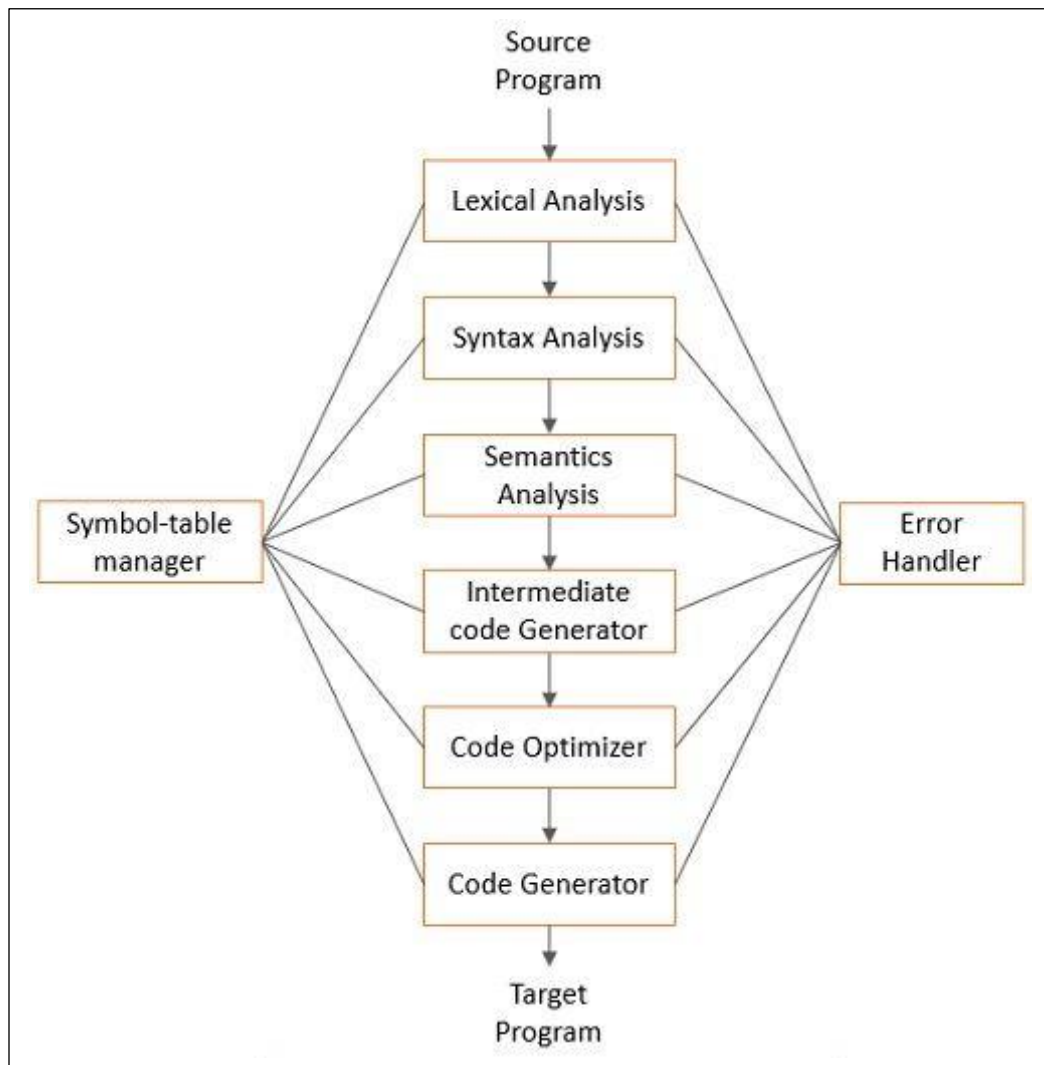 Source
Program
Lexical Analysis
Syntax Analysis
Semantics
Analysis
Symbol-table
manager
Error
Handler
Intermediate
code Generator
Code Optimizer
Code Generator
Target
Program